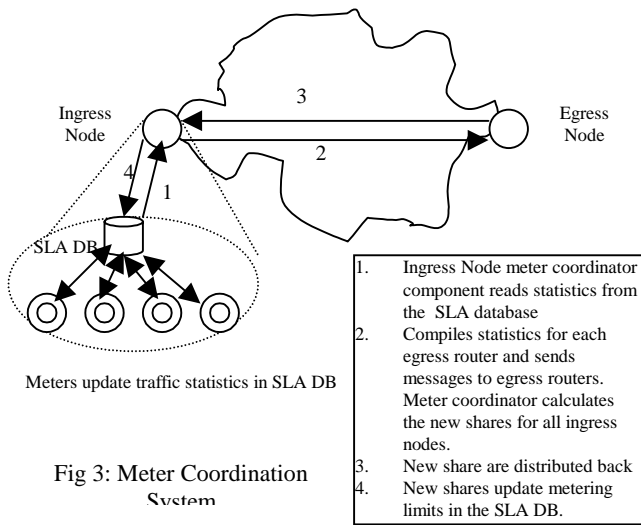 3
Ingress
Node
Egress
Node
2
4
1
SLA DB
Meters update traffic statistics in SLA DB
1. Ingress Node meter coordinator
component reads statistics from
the SLA database
2. Compiles statistics for each
egress router and sends
messages to egress routers.
Meter coordinator calculates
the new shares for all ingress
nodes.
3. New share are distributed back
4. New shares update metering
limits in the SLA DB.
Fig 3: Meter Coordination
System